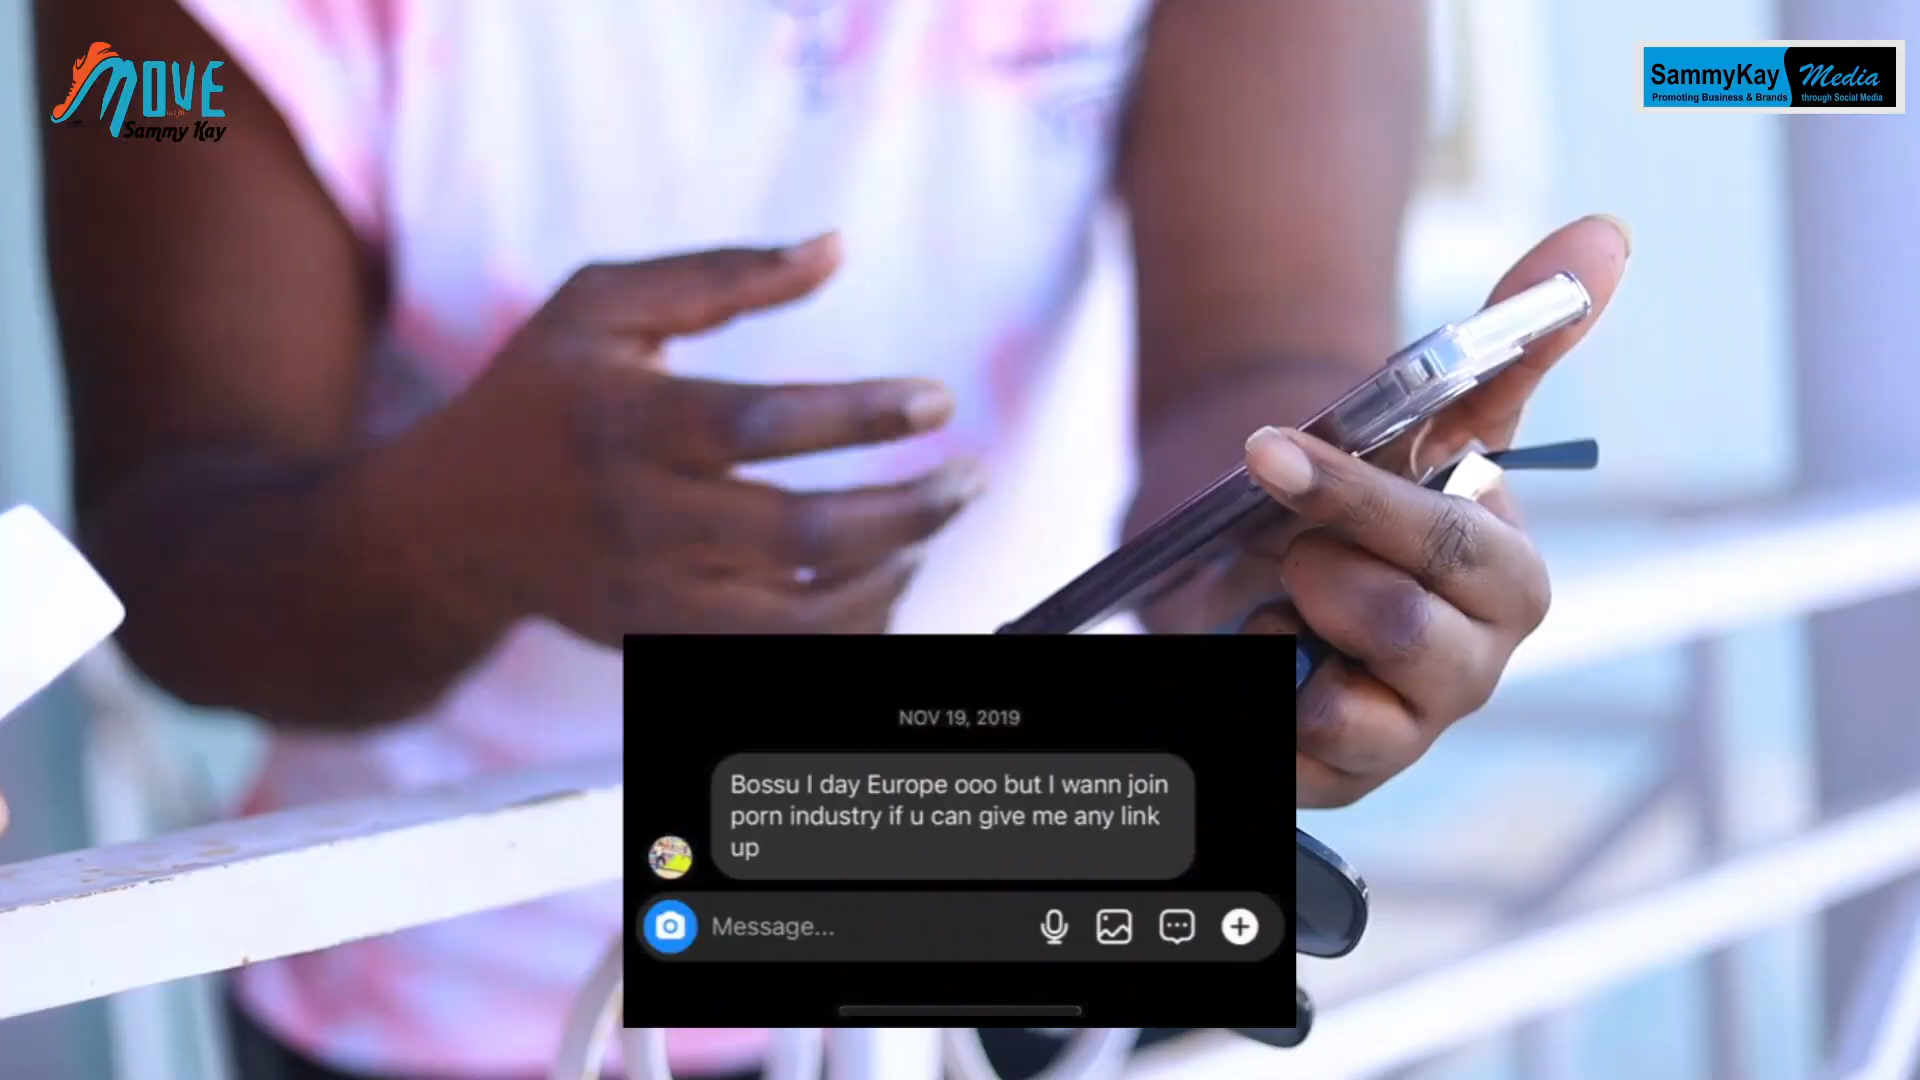 MOVE
Sammy Kay
SammyKay Media
Promoting Business & Brands through Social Media
NOV 19, 2019
Bossu I day Europe ooo but I wann join
porn industry if u can give me any link
up
Message...